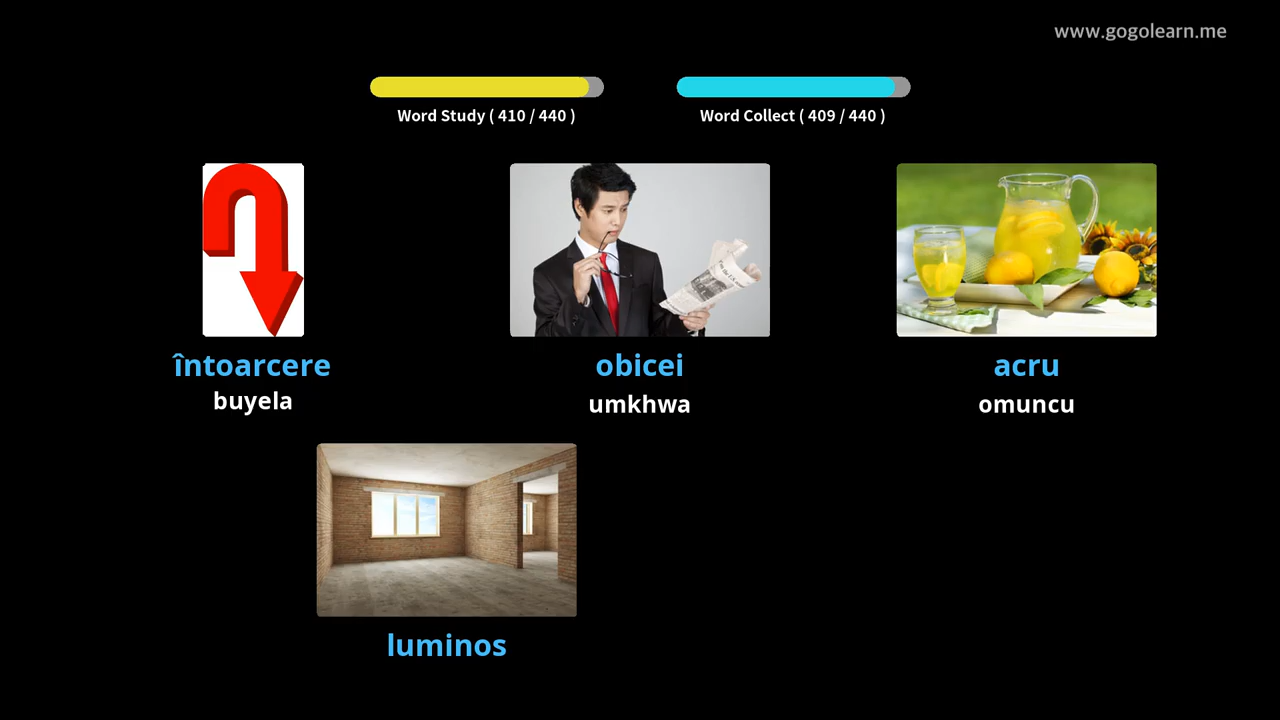 www.gogolearn.me
Word Study ( 410 / 440 )
Word Collect ( 409 / 440 )
întoarcere
buyela
obicei
umkhwa
acru
omuncu
luminos